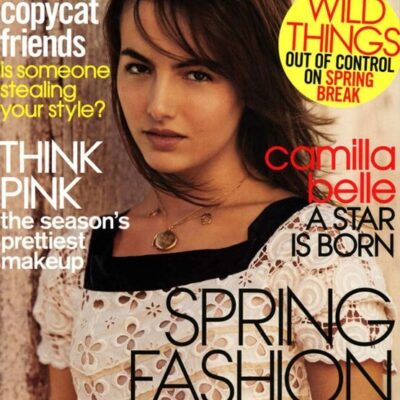 copycat
friends
is someone
stealing
your style?
WILD
THINGS
OUT OF CONTROL
ON SPRING
BREAK
THINK
PINK
the season's
prettiest
makeup
camilla
belle
A STAR
IS BORN
SPRING
FASHION